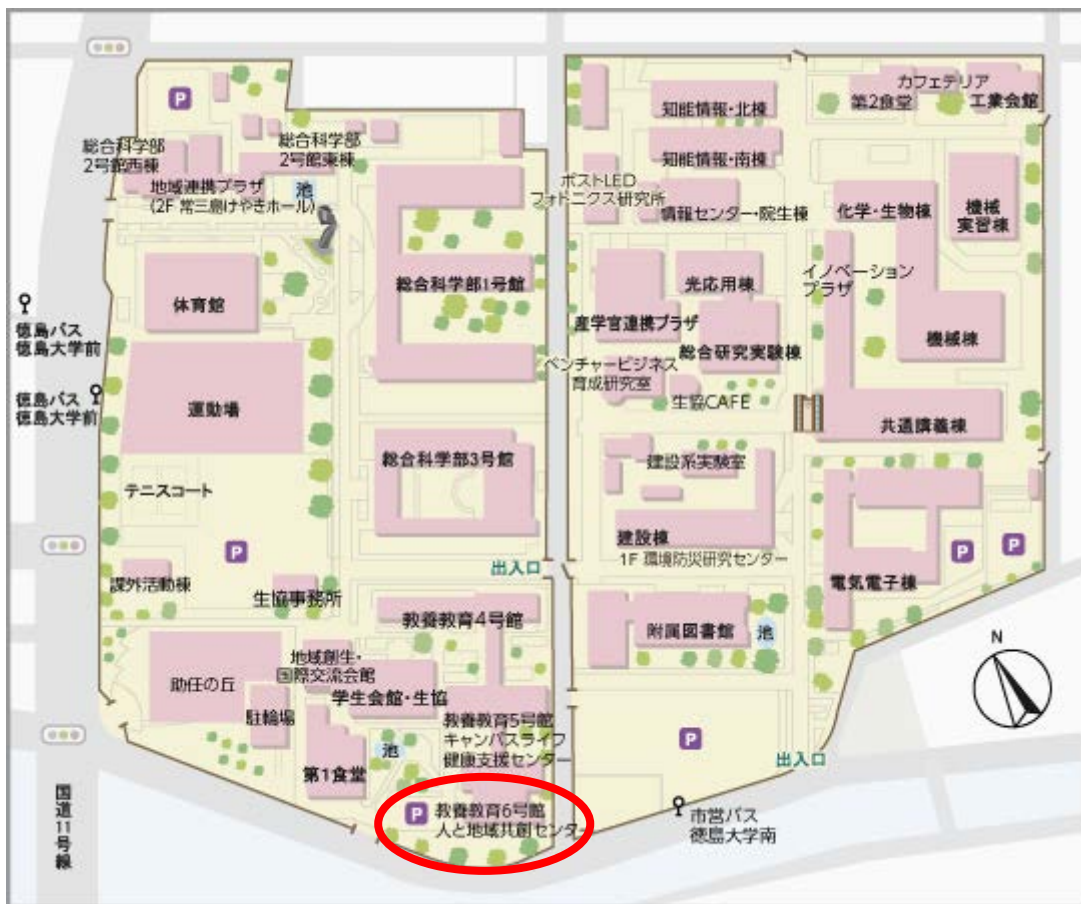 P
総合科学部
2号館西棟
総合科学部
2号館東棟
地域連携プラザ
(2F 常三島けやきホール)
池
体育館
総合科学部1号館
徳島バス
徳島大学前
徳島バス
徳島大学前
運動場
総合科学部3号館
テニスコート
P
課外活動棟
生協事務所
出入口
教養教育4号館
助任の丘
地域創生・
国際交流会館
学生会館・生協
駐輪場
第1食堂
池
教養教育5号館
キャンパスライフ
健康支援センター
P
教養教育6号館
人と地域共創センター
国道11号線
知能情報・北棟
カフェテリア
第2食堂
工業会館
知能情報・南棟
ポストLED
フォトニクス研究所
情報センター・院生棟
化学・生物棟
機械
実習棟
光応用棟
イノベーション
プラザ
産学官連携プラザ
総合研究実験棟
機械棟
ベンチャービジネス
育成研究室
生協CAFE
共通講義棟
建設系実験室
建設棟
1F 環境防災研究センター
P
P
電気電子棟
附属図書館
池
N
P
出入口
市営バス
徳島大学南